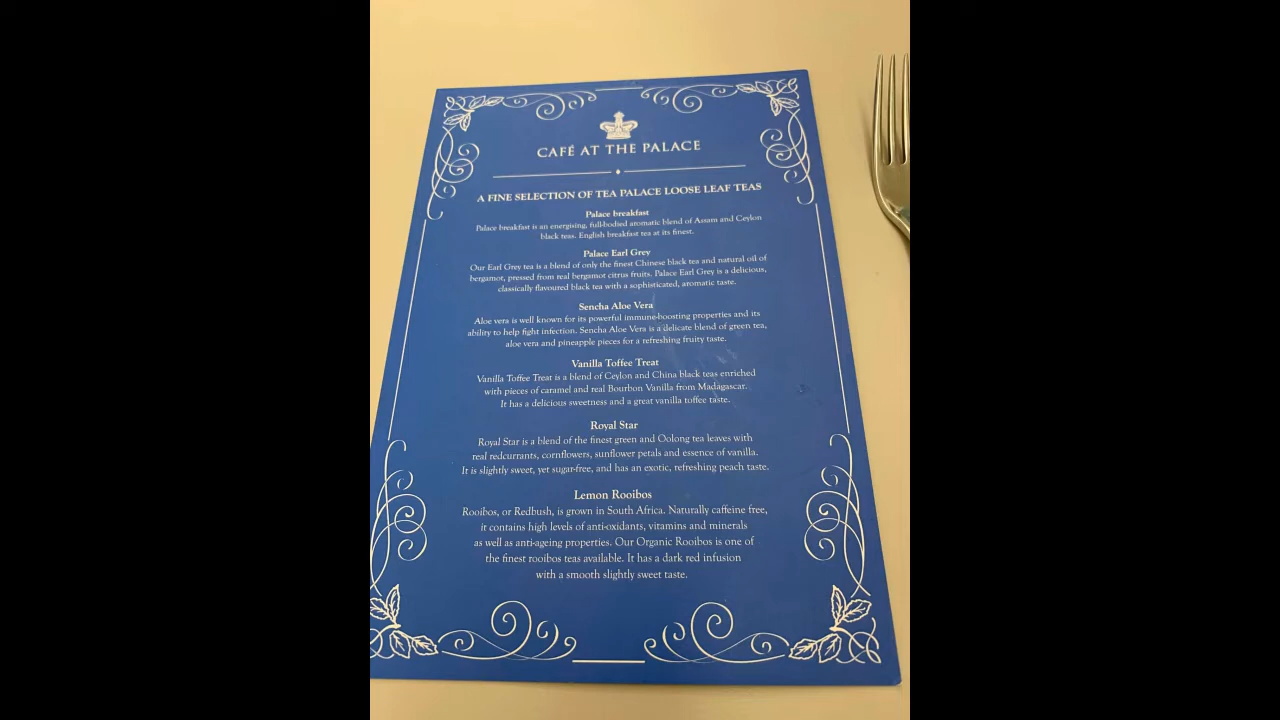 CAFÉ AT THE PALACE
A FINE SELECTION OF TEA PALACE LOOSE LEAF TEAS
Palace breakfast
Palace breakfast is an energising, full-bodied aromatic blend of Assam and Ceylon
black teas. English breakfast tea at its finest.
Palace Earl Grey
Our Earl Grey tea is a blend of only the finest Chinese black tea and natural oil of
bergamot, pressed from real bergamot citrus fruits. Palace Earl Grey is a delicious,
classically flavoured black tea with a sophisticated, aromatic taste.
Sencha Aloe Vera
Aloe vera is well known for its powerful immune-boosting properties and its
ability to help fight infection. Sencha Aloe Vera is a delicate blend of green tea,
aloe vera and pineapple pieces for a refreshing fruity taste.
Vanilla Toffee Treat
Vanilla Toffee Treat is a blend of Ceylon and China black teas enriched
with pieces of caramel and real Bourbon Vanilla from Madagascar.
It has a delicious sweetness and a great vanilla toffee taste.
Royal Star
Royal Star is a blend of the finest green and Oolong tea leaves with
real redcurrants, cornflowers, sunflower petals and essence of vanilla.
It is slightly sweet, yet sugar-free, and has an exotic, refreshing peach taste.
Lemon Rooibos
Rooibos, or Redbush, is grown in South Africa. Naturally caffeine free,
it contains high levels of anti-oxidants, vitamins and minerals
as well as anti-ageing properties. Our Organic Rooibos is one of
the finest rooibos teas available. It has a dark red infusion
with a smooth slightly sweet taste.